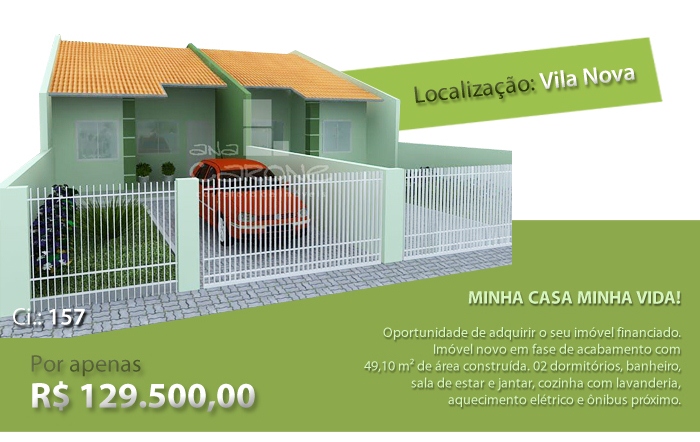 Localização: Vila Nova
ana
Ci.: 157
Por apenas
R$ 129.500,00
MINHA CASA MINHA VIDA!
Oportunidade de adquirir o seu imóvel financiado.
Imóvel novo em fase de acabamento com
49,10 m² de área construída. 02 dormitórios, banheiro,
sala de estar e jantar, cozinha com lavanderia,
aquecimento elétrico e ônibus próximo.